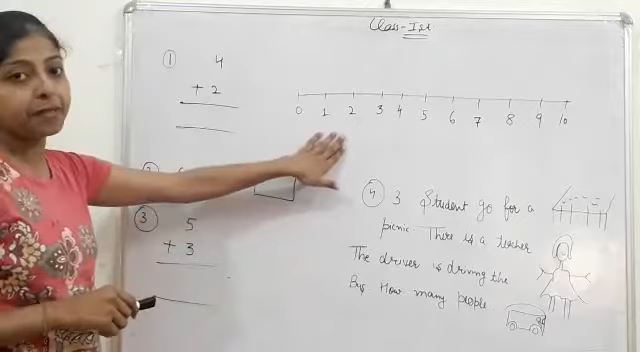 Class - Ist
① 4
+ 2
0 1 2 3 4 5 6 7 8 9 10
②
③ 5
+ 3
④ 3 Student go for a
picnic. There is a teacher
The driver is driving the
Bus How many people